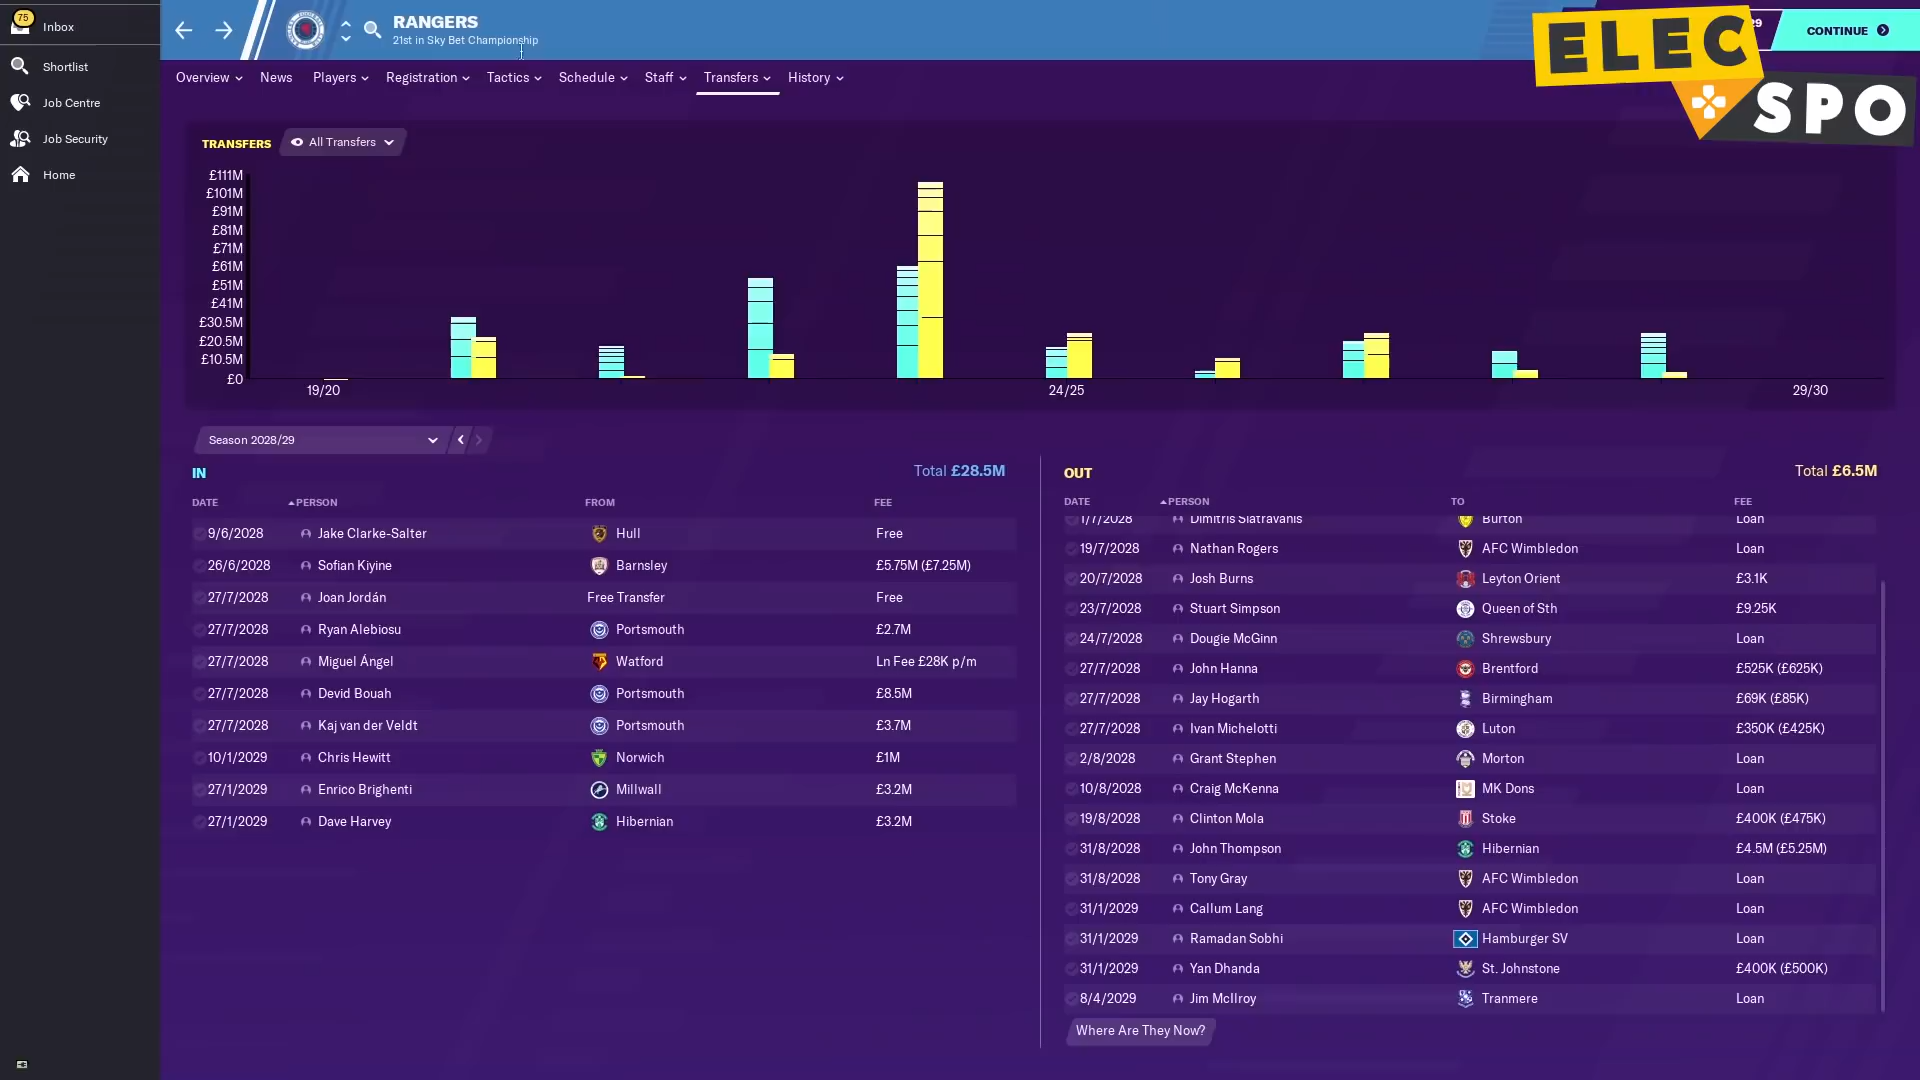 75 Inbox
Shortlist
Job Centre
Job Security
Home
RANGERS
21st in Sky Bet Championship
CONTINUE
ELEC
SPO
Overview News Players Registration Tactics Schedule Staff Transfers History
TRANSFERS All Transfers
£111M
£101M
£91M
£81M
£71M
£61M
£51M
£41M
£30.5M
£20.5M
£10.5M
£0
19/20 24/25 29/30
Season 2028/29
IN Total £28.5M
DATE PERSON FROM FEE
9/6/2028 Jake Clarke-Salter Hull Free
26/6/2028 Sofian Kiyine Barnsley £5.75M (£7.25M)
27/7/2028 Joan Jordán Free Transfer Free
27/7/2028 Ryan Alebiosu Portsmouth £2.7M
27/7/2028 Miguel Ángel Watford Ln Fee £28K p/m
27/7/2028 Devid Bouah Portsmouth £8.5M
27/7/2028 Kaj van der Veldt Portsmouth £3.7M
10/1/2029 Chris Hewitt Norwich £1M
27/1/2029 Enrico Brighenti Millwall £3.2M
27/1/2029 Dave Harvey Hibernian £3.2M
OUT Total £6.5M
DATE PERSON TO FEE
1/7/2028 Dimitris Siatravanis Burton Loan
19/7/2028 Nathan Rogers AFC Wimbledon Loan
20/7/2028 Josh Burns Leyton Orient £3.1K
23/7/2028 Stuart Simpson Queen of Sth £9.25K
24/7/2028 Dougie McGinn Shrewsbury Loan
27/7/2028 John Hanna Brentford £525K (£625K)
27/7/2028 Jay Hogarth Birmingham £69K (£85K)
27/7/2028 Ivan Michelotti Luton £350K (£425K)
2/8/2028 Grant Stephen Morton Loan
10/8/2028 Craig McKenna MK Dons Loan
19/8/2028 Clinton Mola Stoke £400K (£475K)
31/8/2028 John Thompson Hibernian £4.5M (£5.25M)
31/8/2028 Tony Gray AFC Wimbledon Loan
31/1/2029 Callum Lang AFC Wimbledon Loan
31/1/2029 Ramadan Sobhi Hamburger SV Loan
31/1/2029 Yan Dhanda St. Johnstone £400K (£500K)
8/4/2029 Jim McIlroy Tranmere Loan
Where Are They Now?